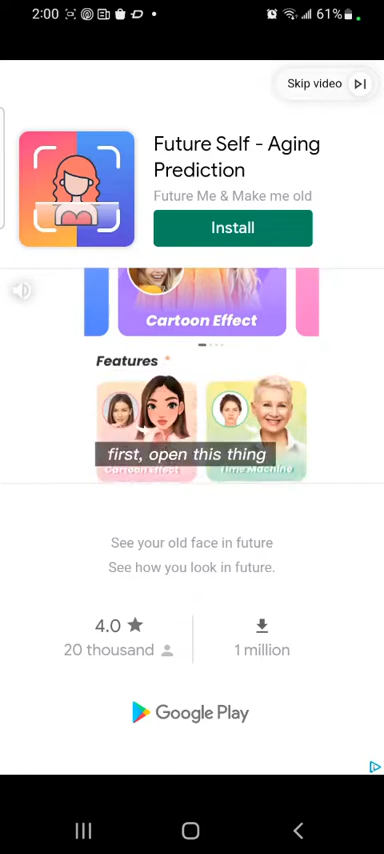 2:00
61%
Skip video
Future Self - Aging
Prediction
Future Me & Make me old
Install
Cartoon Effect
Features
first, open this thing
Cartoon Effect
Time Machine
See your old face in future
See how you look in future.
4.0
20 thousand
1 million
Google Play